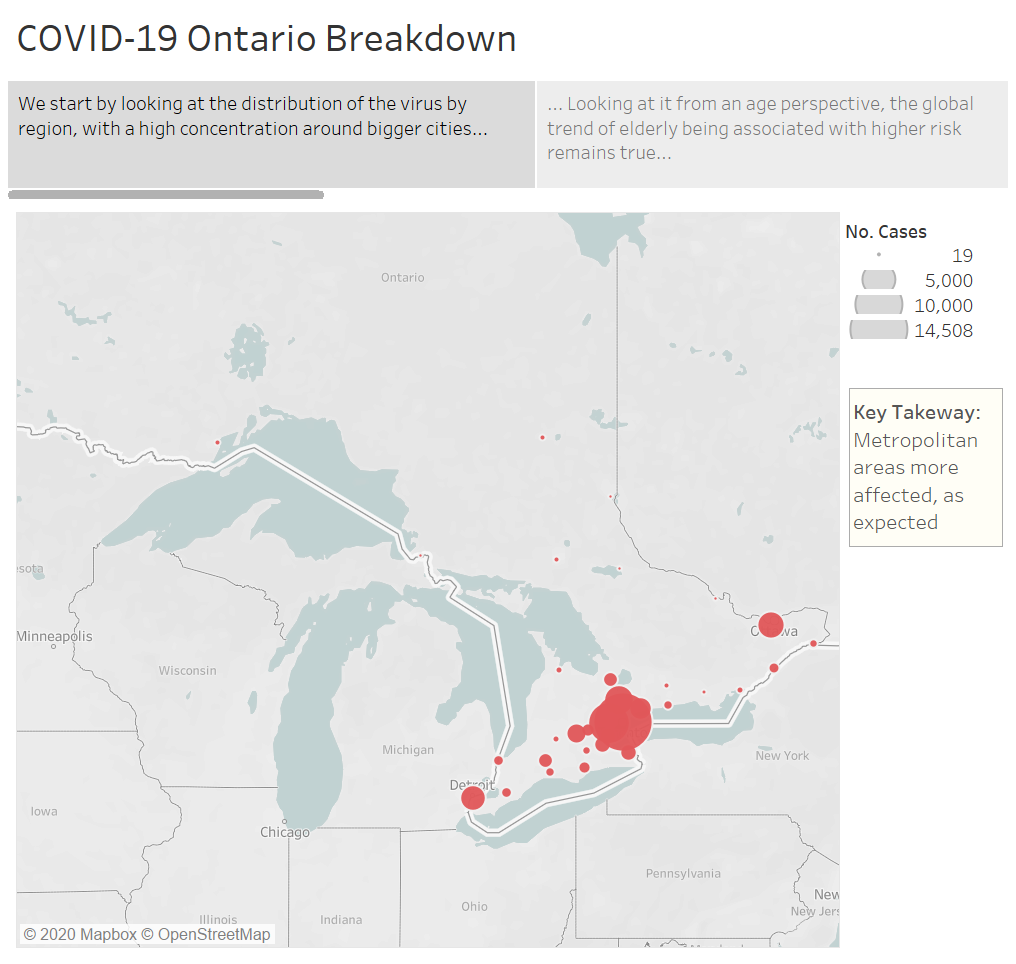 COVID-19 Ontario Breakdown
We start by looking at the distribution of the virus by
region, with a high concentration around bigger cities...
... Looking at it from an age perspective, the global
trend of elderly being associated with higher risk
remains true...
No. Cases
19
5,000
10,000
14,508
Key Takeway:
Metropolitan
areas more
affected, as
expected
Ontario
esota
Minneapolis
Wisconsin
Michigan
Detroit
Iowa
Chicago
New York
Pennsylvania
Ohio
Illinois
Indiana
New
New Jers
© 2020 Mapbox © OpenStreetMap